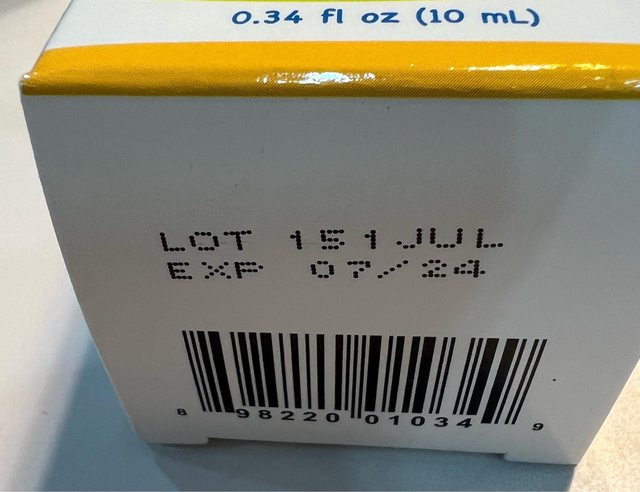 0.34 fl oz (10 mL)
LOT 151JUL
EXP 07/24
8 98220 01034 9